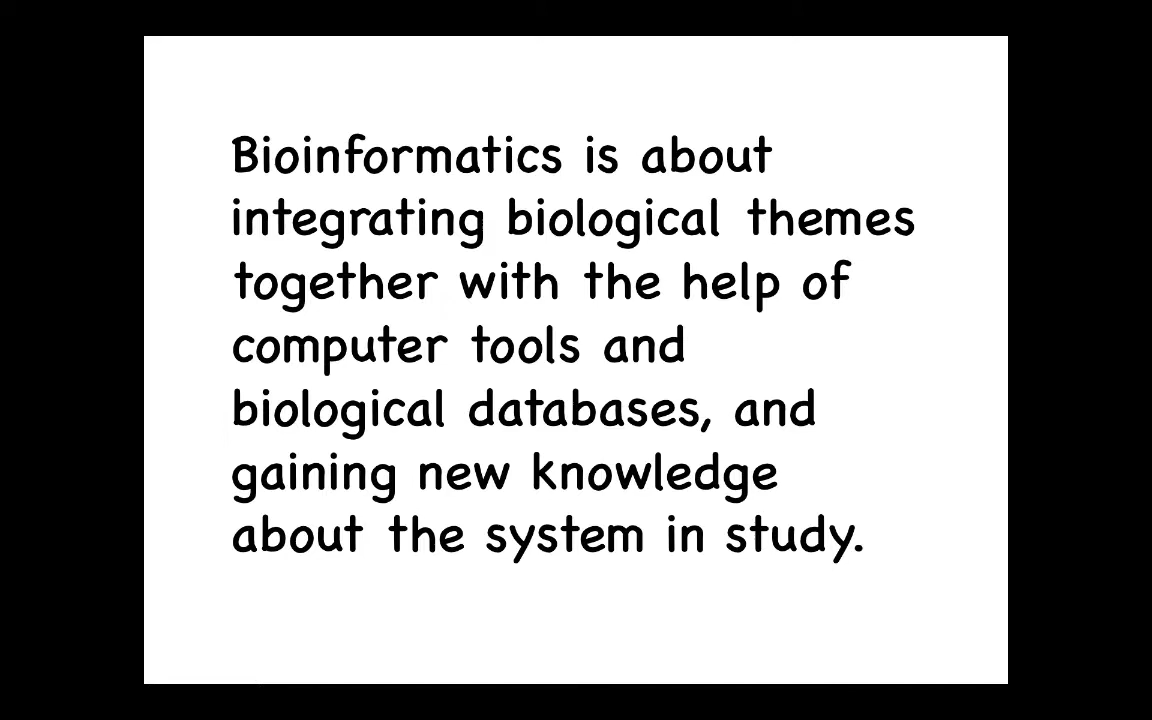 Bioinformatics is about
integrating biological themes
together with the help of
computer tools and
biological databases, and
gaining new knowledge
about the system in study.